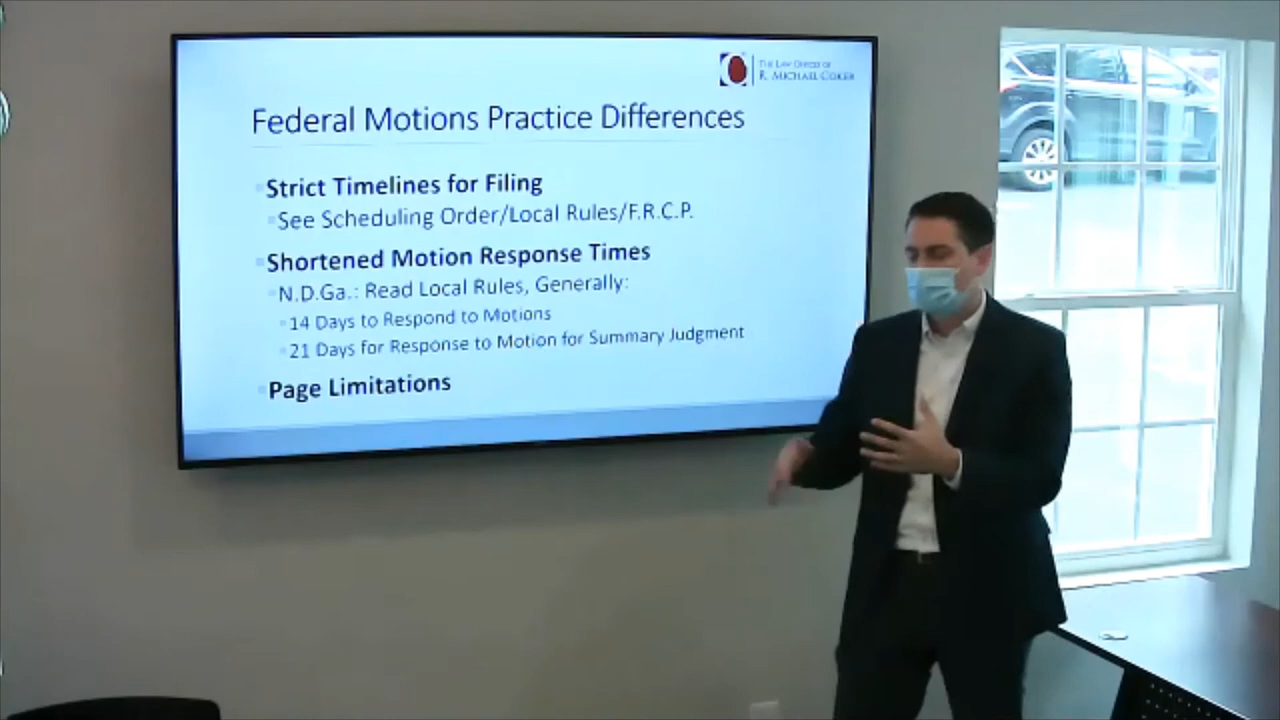 THE LAW OFFICES OF
R. MICHAEL COKER
Federal Motions Practice Differences
Strict Timelines for Filing
See Scheduling Order/Local Rules/F.R.C.P.
Shortened Motion Response Times
N.D.Ga.: Read Local Rules, Generally:
14 Days to Respond to Motions
21 Days for Response to Motion for Summary Judgment
Page Limitations